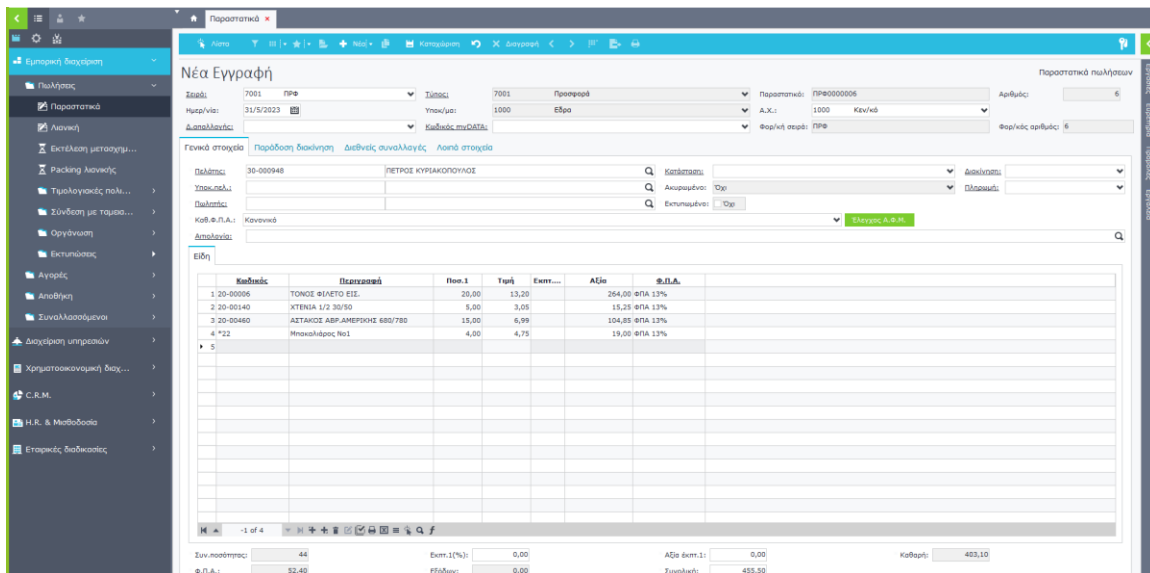 Παραστατικά ×
Λίστα Νέο Καταχώριση Διαγραφή
Εμπορική διαχείριση
Πωλήσεις
Παραστατικά
Λιανική
Εκτέλεση μετασχημ...
Packing λιανικής
Τιμολογιακές πολι...
Σύνδεση με ταμεια...
Οργάνωση
Εκτυπώσεις
Αγορές
Αποθήκη
Συναλλασσόμενοι
Διαχείριση υπηρεσιών
Χρηματοοικονομική διαχ...
C.R.M.
H.R. & Μισθοδοσία
Εταιρικές διαδικασίες
Νέα Εγγραφή Παραστατικά πωλήσεων
Σειρά: 7001 ΠΡΦ Τύπος: 7001 Προσφορά Παραστατικό: ΠΡΦ0000006 Αριθμός: 6
Ημερ/νία: 31/5/2023 Υποκ/μα: 1000 Εδρα Α.Χ.: 1000 Κεν/κό
Δ.απαλλαγής: Κωδικός myDATA: Φορ/κή σειρά: ΠΡΦ Φορ/κός αριθμός: 6
Γενικά στοιχεία Παράδοση διακίνηση Διεθνείς συναλλαγές Λοιπά στοιχεία
Πελάτης: 30-000948 ΠΕΤΡΟΣ ΚΥΡΙΑΚΟΠΟΥΛΟΣ Κατάσταση: Διακίνηση:
Υποκ.πελ.: Ακυρωμένο: Όχι Πληρωμή:
Πωλητής: Εκτυπωμένο: Όχι
Καθ.Φ.Π.Α.: Κανονικό Έλεγχος Α.Φ.Μ.
Αιτιολογία:
Είδη
Κωδικός Περιγραφή Ποσ.1 Τιμή Εκπτ.... Αξία Φ.Π.Α.
1 20-00006 ΤΟΝΟΣ ΦΙΛΕΤΟ ΕΙΣ. 20,00 13,20 264,00 ΦΠΑ 13%
2 20-00140 ΧΤΕΝΙΑ 1/2 30/50 5,00 3,05 15,25 ΦΠΑ 13%
3 20-00460 ΑΣΤΑΚΟΣ ΑΒΡ.ΑΜΕΡΙΚΗΣ 680/780 15,00 6,99 104,85 ΦΠΑ 13%
4 *22 Μπακαλιάρος Νο1 4,00 4,75 19,00 ΦΠΑ 13%
5
-1 of 4
Συν.ποσότητας: 44 Εκπτ.1(%): 0,00 Αξία έκπτ.1: 0,00 Καθαρή: 403,10
Φ.Π.Α.: 52,40 Εξόδων: 0,00 Συνολική: 455,50